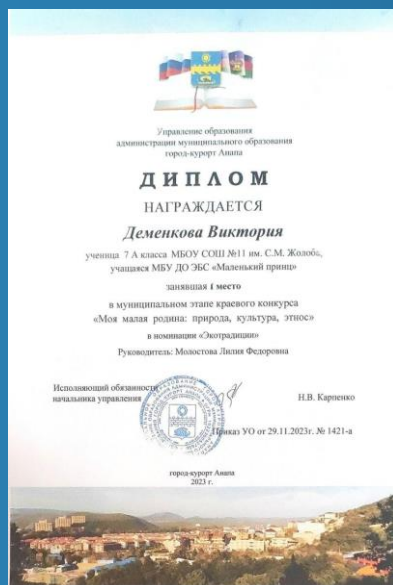 Управление образования
администрации муниципального образования
город-курорт Анапа
ДИПЛОМ
НАГРАЖДАЕТСЯ
Деменкова Виктория
ученица 7 А класса МБОУ СОШ №11 им. С.М. Жолоба,
учащаяся МБУ ДО ЭБС «Маленький принц»
занявшая 1 место
в муниципальном этапе краевого конкурса
«Моя малая родина: природа, культура, этнос»
в номинации «Экотрадиции»
Руководитель: Молостова Лилия Федоровна
Исполняющий обязанности
начальника управления
Н.В. Карпенко
Приказ УО от 29.11.2023г. № 1421-а
город-курорт Анапа
2023 г.